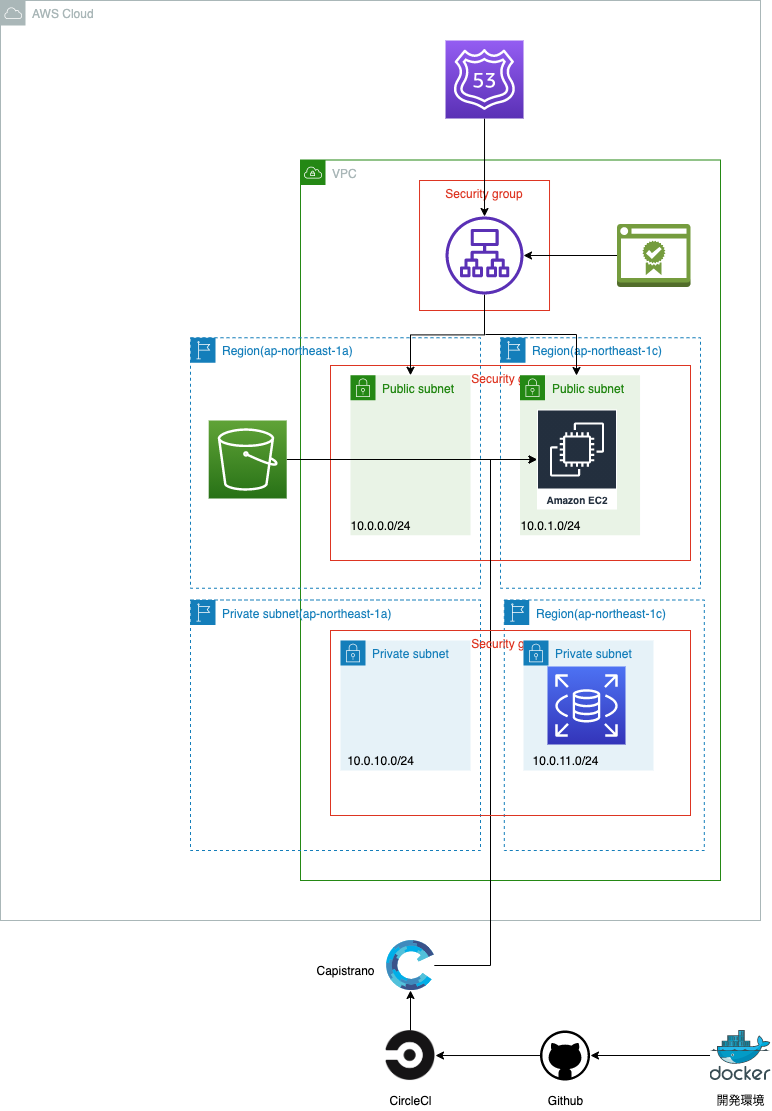 AWS Cloud
53
VPC
Security group
Region(ap-northeast-1a)
Region(ap-northeast-1c)
Security g
Public subnet
Public subnet
Amazon EC2
10.0.0.0/24
10.0.1.0/24
Private subnet(ap-northeast-1a)
Region(ap-northeast-1c)
Security g
Private subnet
Private subnet
10.0.10.0/24
10.0.11.0/24
Capistrano
docker
CircleCI
Github
開発環境